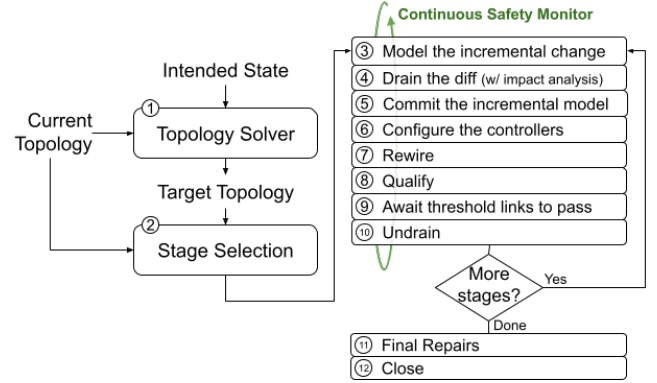 Continuous Safety Monitor
Intended State
① Topology Solver
Current
Topology
Target Topology
② Stage Selection
③ Model the incremental change
④ Drain the diff (w/ impact analysis)
⑤ Commit the incremental model
⑥ Configure the controllers
⑦ Rewire
⑧ Qualify
⑨ Await threshold links to pass
⑩ Undrain
More
stages?
Yes
Done
⑪ Final Repairs
⑫ Close